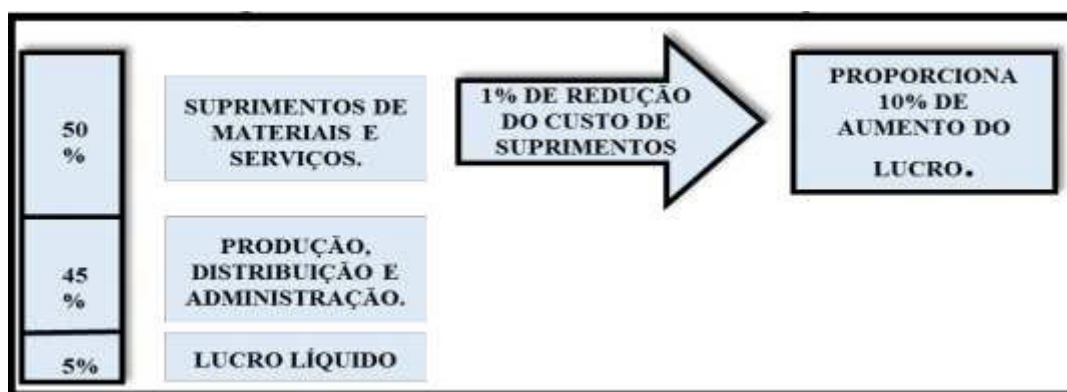 50
%
SUPRIMENTOS DE
MATERIAIS E
SERVIÇOS.
1% DE REDUÇÃO
DO CUSTO DE
SUPRIMENTOS
PROPORCIONA
10% DE
AUMENTO DO
LUCRO.
45
%
PRODUÇÃO,
DISTRIBUIÇÃO E
ADMINISTRAÇÃO.
5%
LUCRO LÍQUIDO